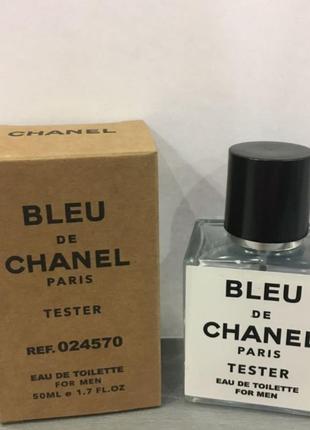 CHANEL
BLEU
DE
CHANEL
PARIS
TESTER
REF. 024570
EAU DE TOILETTE
FOR MEN
50ML e 1.7 FL.OZ
BLEU
DE
CHANEL
PARIS
TESTER
EAU DE TOILETTE
FOR MEN